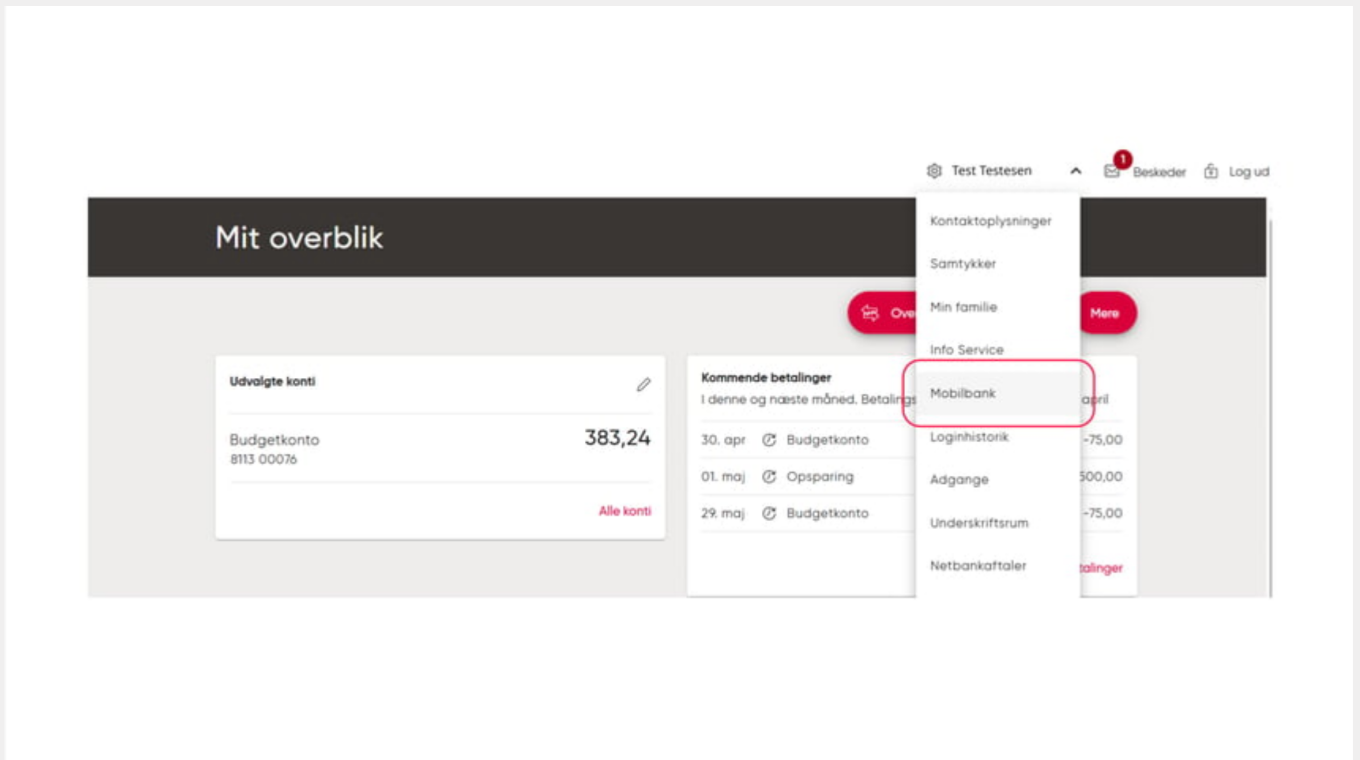 Test Testesen
1
Beskeder
Log ud
Mit overblik
Kontaktoplysninger
Samtykker
Min familie
Info Service
Mobilbank
Loginhistorik
Adgange
Underskriftsrum
Netbankaftaler
Mere
Udvalgte konti
Budgetkonto
383,24
8113 00076
Alle konti
Kommende betalinger
I denne og næste måned. april
30. apr Budgetkonto -75,00
01. maj Opsparing 500,00
29. maj Budgetkonto -75,00